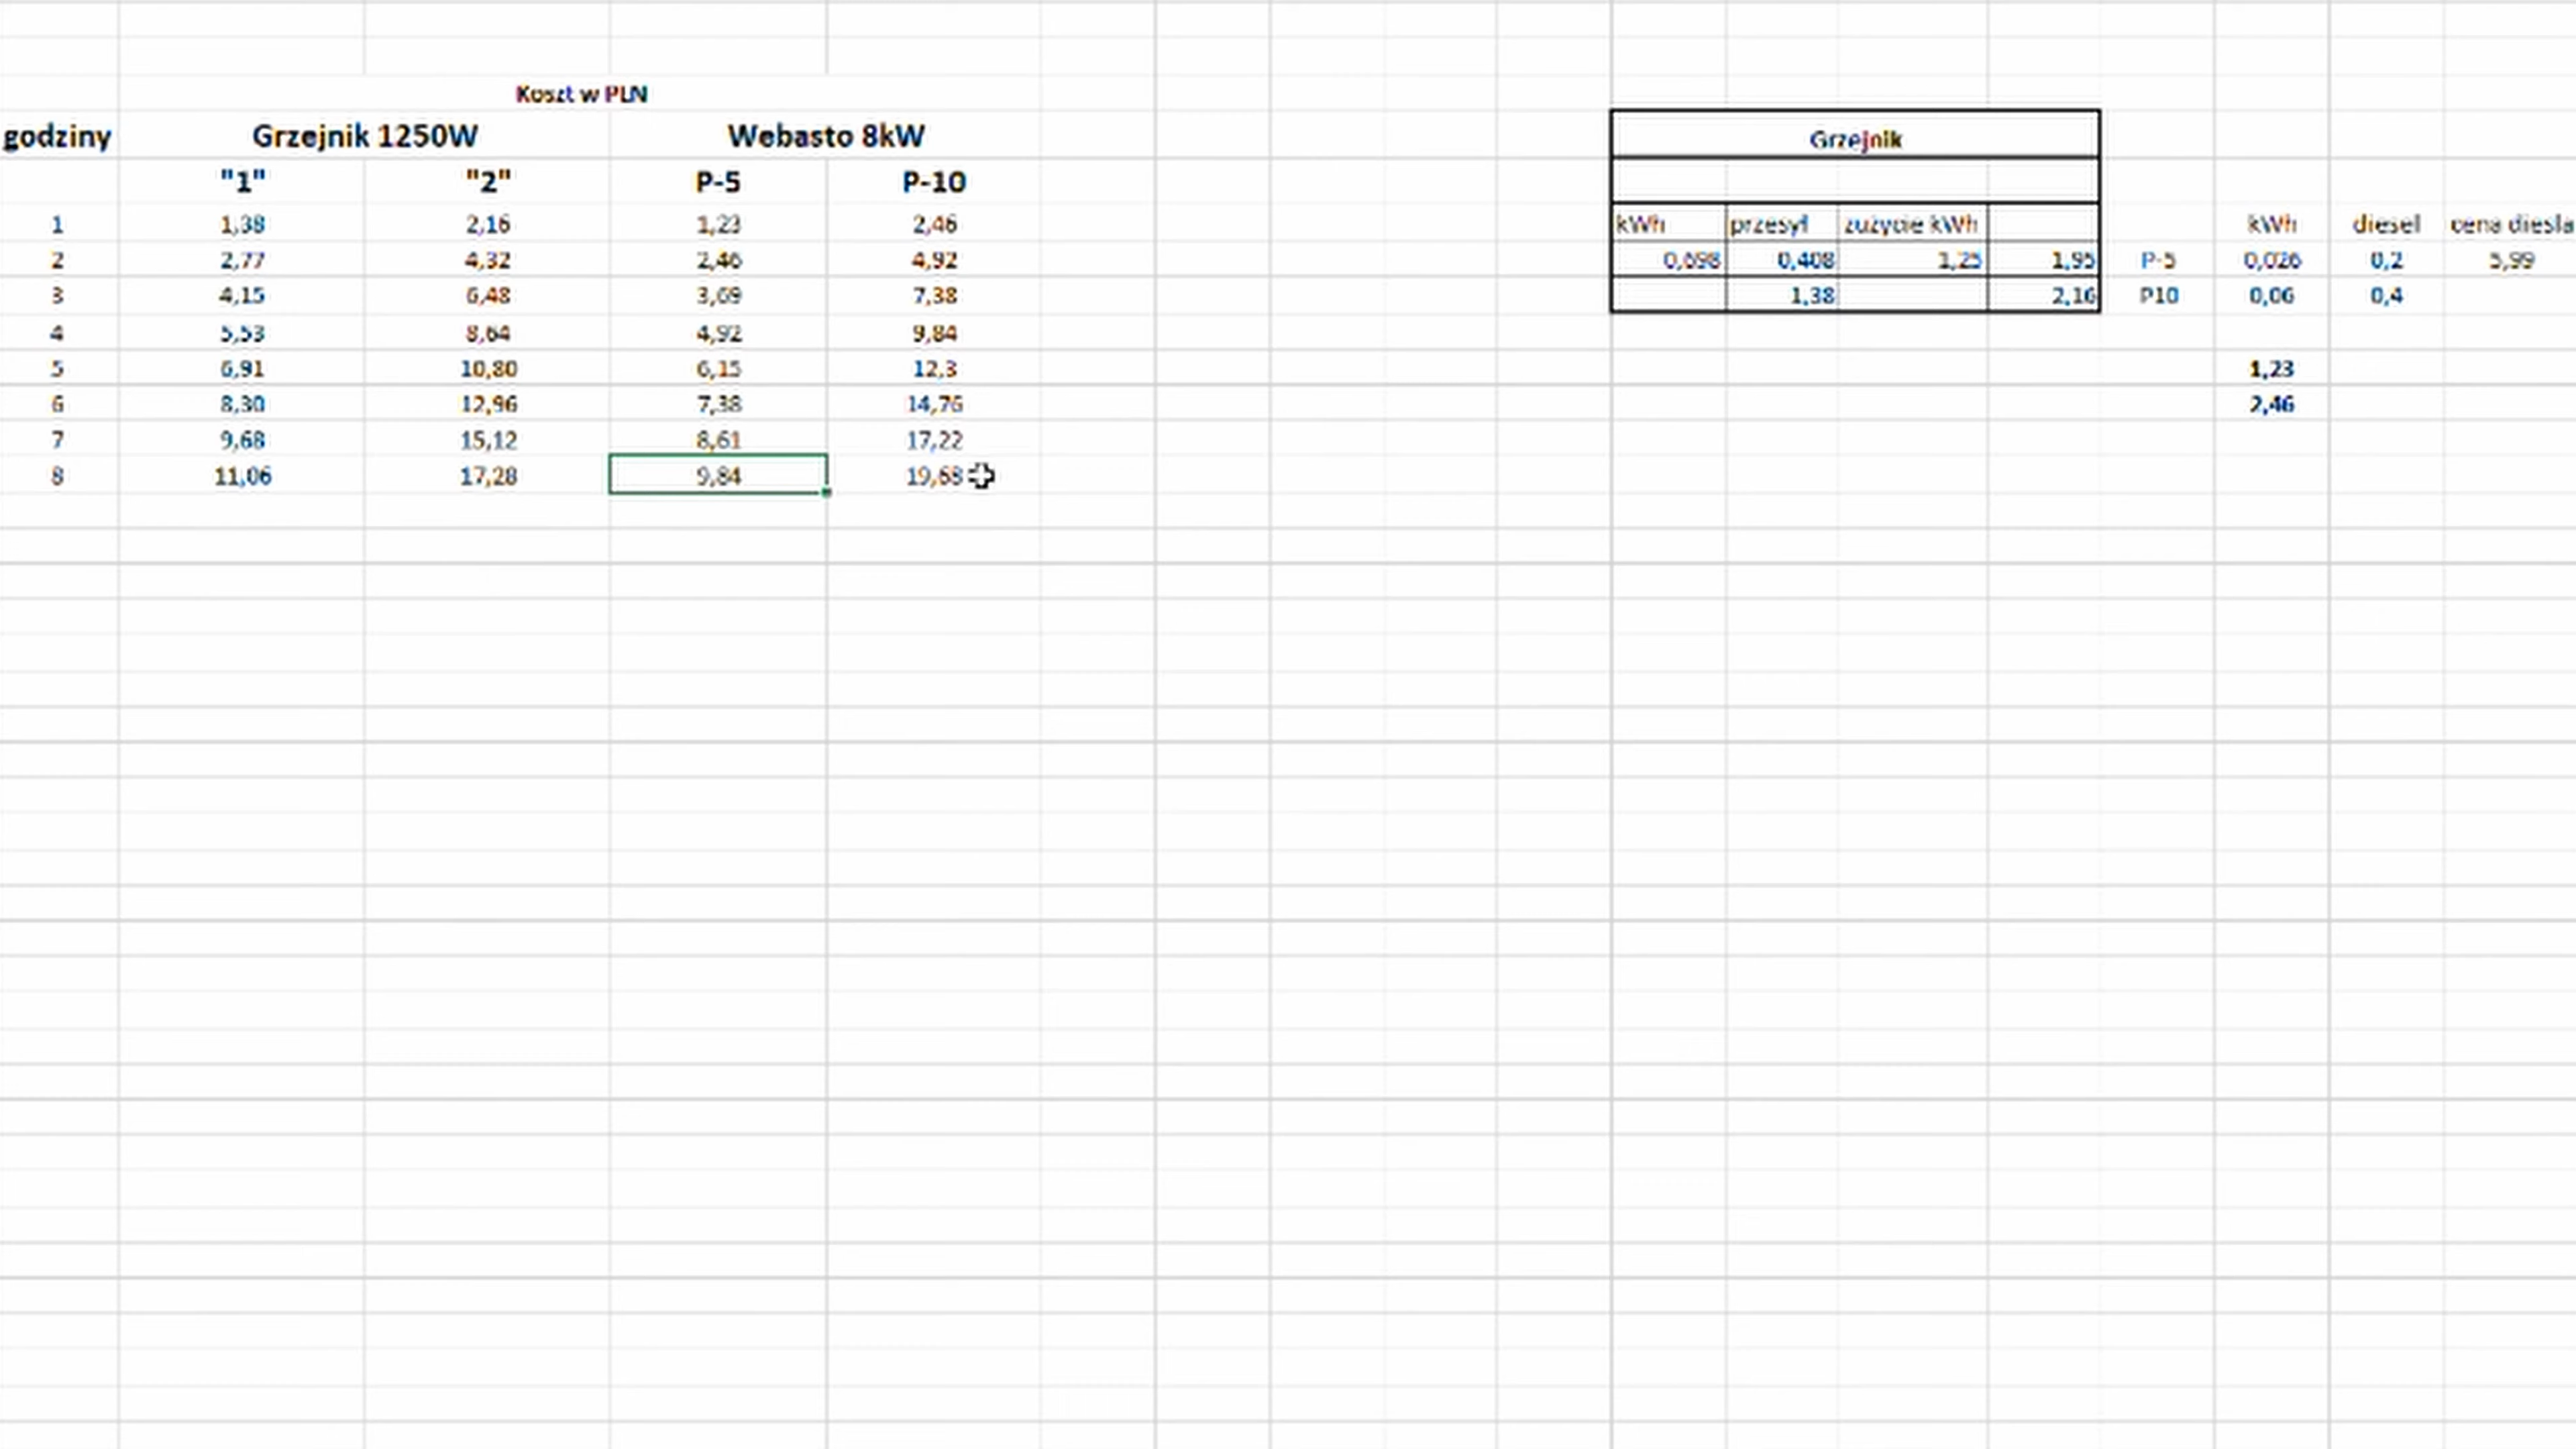 Koszt w PLN
godziny Grzejnik 1250W Webasto 8kW
"1" "2" P-5 P-10
1 1,38 2,16 1,23 2,46
2 2,77 4,32 2,46 4,92
3 4,15 6,48 3,69 7,38
4 5,53 8,64 4,92 9,84
5 6,91 10,80 6,15 12,3
6 8,30 12,96 7,38 14,76
7 9,68 15,12 8,61 17,22
8 11,06 17,28 9,84 19,68
Grzejnik
kWh przesył zużycie kWh kWh diesel cena diesla
0,698 0,408 1,25 1,95 P-5 0,026 0,2 5,99
1,38 2,16 P10 0,06 0,4
1,23
2,46